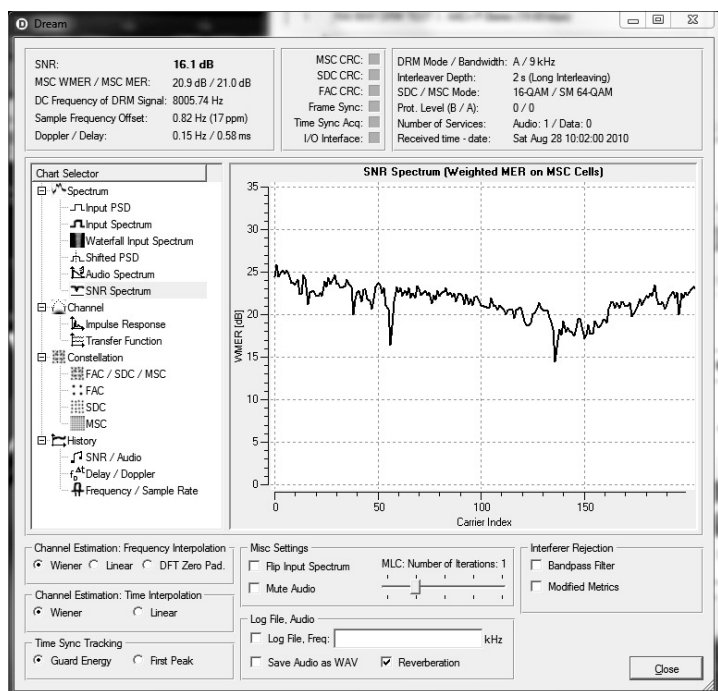 Dream
SNR: 16.1 dB
MSC WMER / MSC MER: 20.9 dB / 21.0 dB
DC Frequency of DRM Signal: 8005.74 Hz
Sample Frequency Offset: 0.82 Hz (17 ppm)
Doppler / Delay: 0.15 Hz / 0.58 ms
MSC CRC:
SDC CRC:
FAC CRC:
Frame Sync:
Time Sync Acq:
I/O Interface:
DRM Mode / Bandwidth: A / 9 kHz
Interleaver Depth: 2 s (Long Interleaving)
SDC / MSC Mode: 16-QAM / SM 64-QAM
Prot. Level (B / A): 0 / 0
Number of Services: Audio: 1 / Data: 0
Received time - date: Sat Aug 28 10:02:00 2010
Chart Selector
Spectrum
Input PSD
Input Spectrum
Waterfall Input Spectrum
Shifted PSD
Audio Spectrum
SNR Spectrum
Channel
Impulse Response
Transfer Function
Constellation
FAC / SDC / MSC
FAC
SDC
MSC
History
SNR / Audio
Delay / Doppler
Frequency / Sample Rate
SNR Spectrum (Weighted MER on MSC Cells)
35
30
25
20
15
10
5
0
WMER [dB]
0 50 100 150
Carrier Index
Channel Estimation: Frequency Interpolation
Wiener Linear DFT Zero Pad.
Channel Estimation: Time Interpolation
Wiener Linear
Time Sync Tracking
Guard Energy First Peak
Misc Settings
Flip Input Spectrum
Mute Audio
MLC: Number of Iterations: 1
Log File, Audio
Log File, Freq: kHz
Save Audio as WAV Reverberation
Interferer Rejection
Bandpass Filter
Modified Metrics
Close